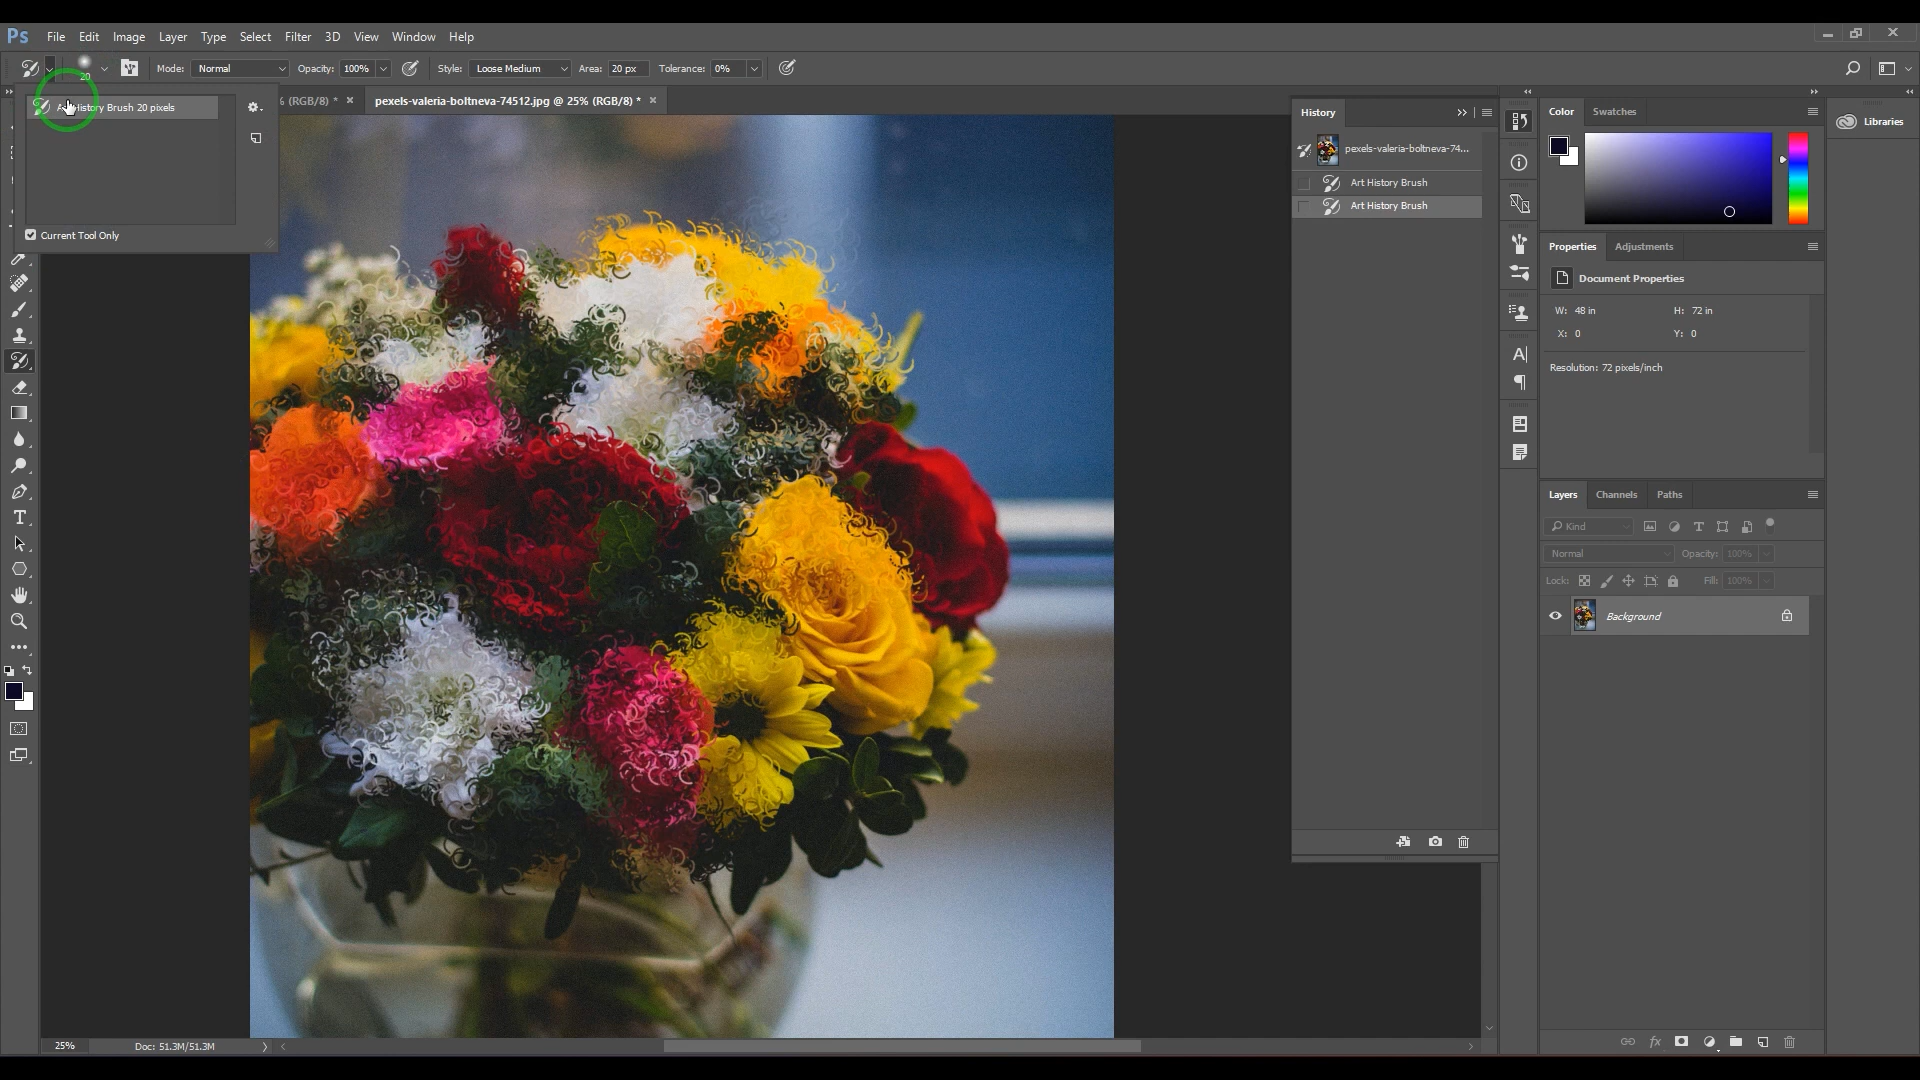 Ps File Edit Image Layer Type Select Filter 3D View Window Help
20 Mode: Normal Opacity: 100% Style: Loose Medium Area: 20 px Tolerance: 0%
% (RGB/8) * pexels-valeria-boltneva-74512.jpg @ 25% (RGB/8) *
History Brush 20 pixels
Current Tool Only
History
pexels-valeria-boltneva-74...
Art History Brush
Art History Brush
Color Swatches
Properties Adjustments
Document Properties
W: 48 in H: 72 in
X: 0 Y: 0
Resolution: 72 pixels/inch
Layers Channels Paths
Kind
Normal Opacity: 100%
Lock: Fill: 100%
Background
fx
Libraries
25% Doc: 51.3M/51.3M